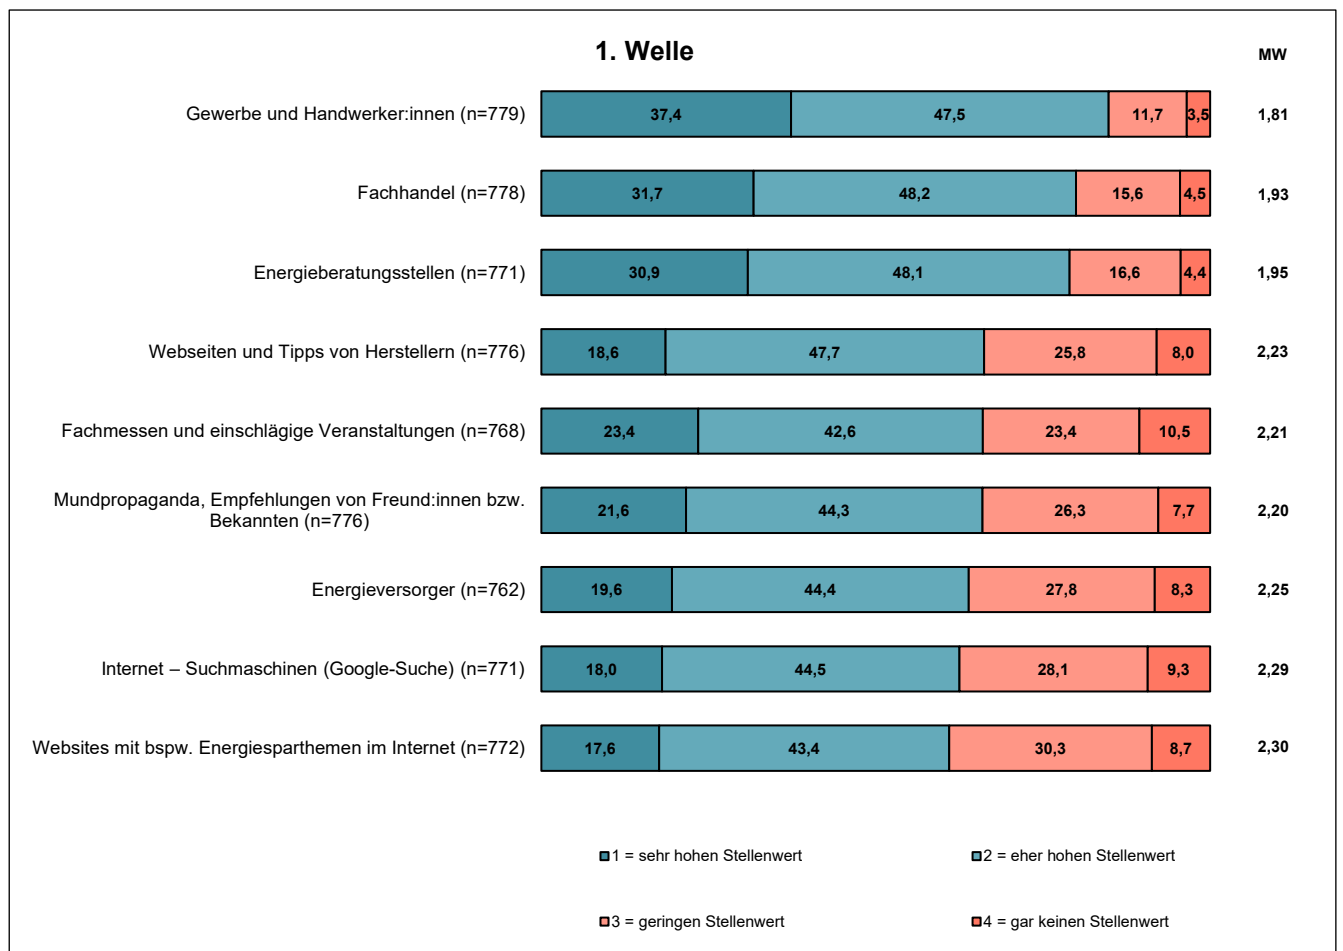 1. Welle
MW
Gewerbe und Handwerker:innen (n=779)
37,4 47,5 11,7 3,5 1,81
Fachhandel (n=778)
31,7 48,2 15,6 4,5 1,93
Energieberatungsstellen (n=771)
30,9 48,1 16,6 4,4 1,95
Webseiten und Tipps von Herstellern (n=776)
18,6 47,7 25,8 8,0 2,23
Fachmessen und einschlägige Veranstaltungen (n=768)
23,4 42,6 23,4 10,5 2,21
Mundpropaganda, Empfehlungen von Freund:innen bzw.
Bekannten (n=776)
21,6 44,3 26,3 7,7 2,20
Energieversorger (n=762)
19,6 44,4 27,8 8,3 2,25
Internet – Suchmaschinen (Google-Suche) (n=771)
18,0 44,5 28,1 9,3 2,29
Websites mit bspw. Energiesparthemen im Internet (n=772)
17,6 43,4 30,3 8,7 2,30
1 = sehr hohen Stellenwert
2 = eher hohen Stellenwert
3 = geringen Stellenwert
4 = gar keinen Stellenwert